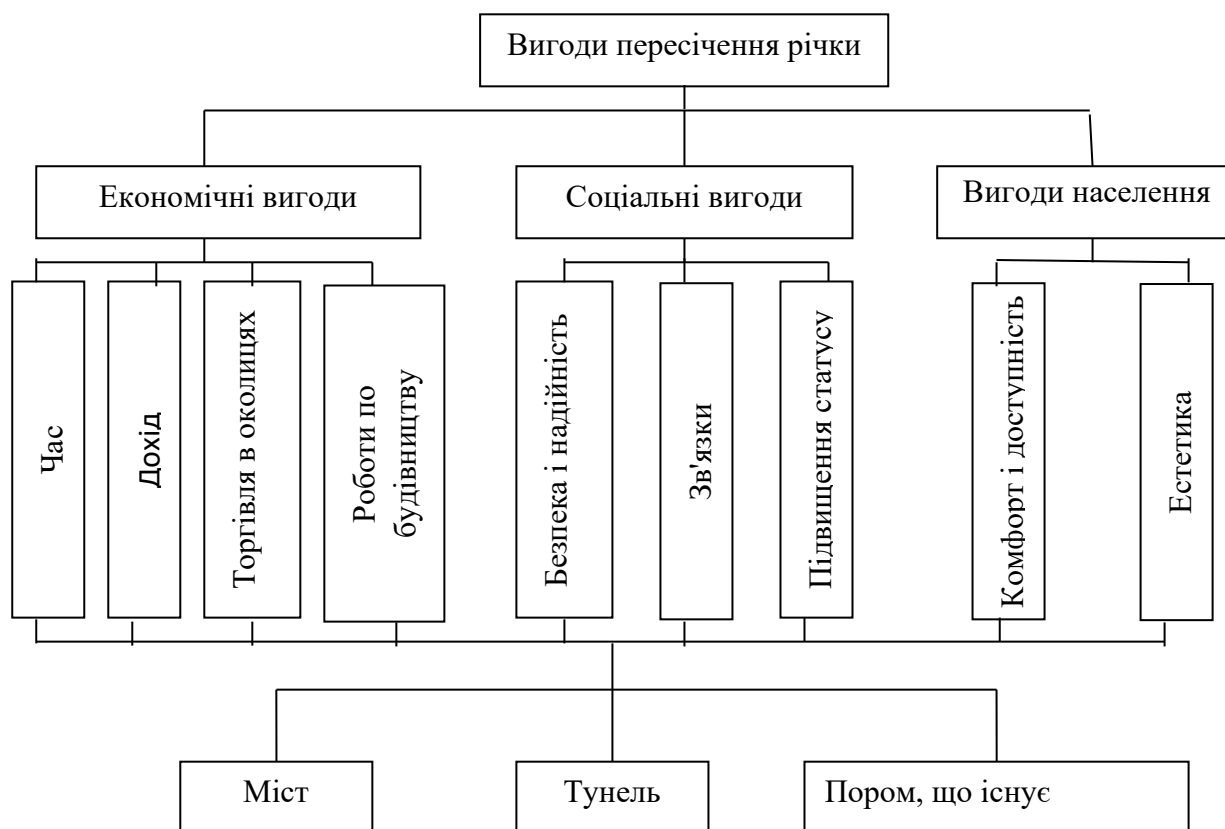 Вигоди пересічення річки
Економічні вигоди
Соціальні вигоди
Вигоди населення
Час
Дохід
Торгівля в околицях
Роботи по
будівництву
Безпека і надійність
Зв'язки
Підвищення статусу
Комфорт і доступність
Естетика
Міст
Тунель
Пором, що існує